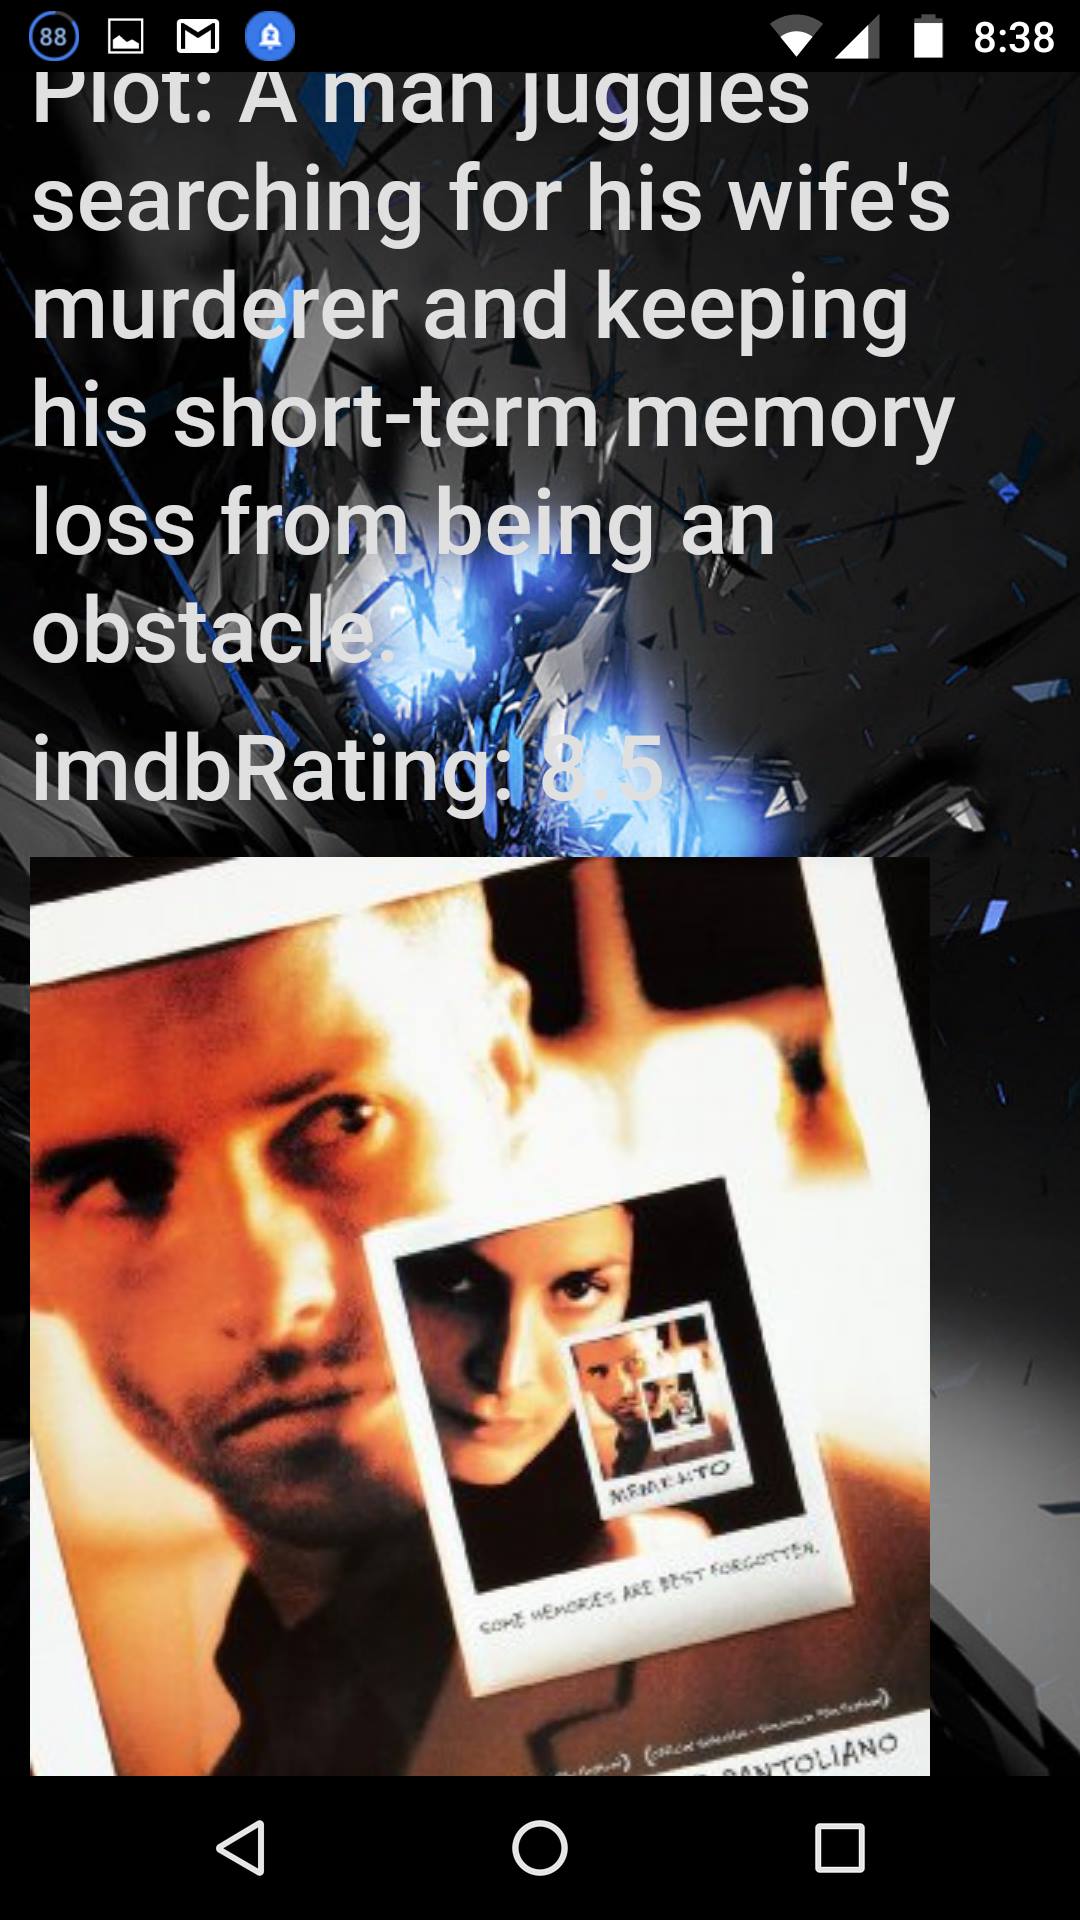 88
8:38
Plot: A man juggles
searching for his wife's
murderer and keeping
his short-term memory
loss from being an
obstacle.
imdbRating: 8.5
MEMENTO
SOME MEMORIES ARE BEST FORGOTTEN.
PANTOLIANO